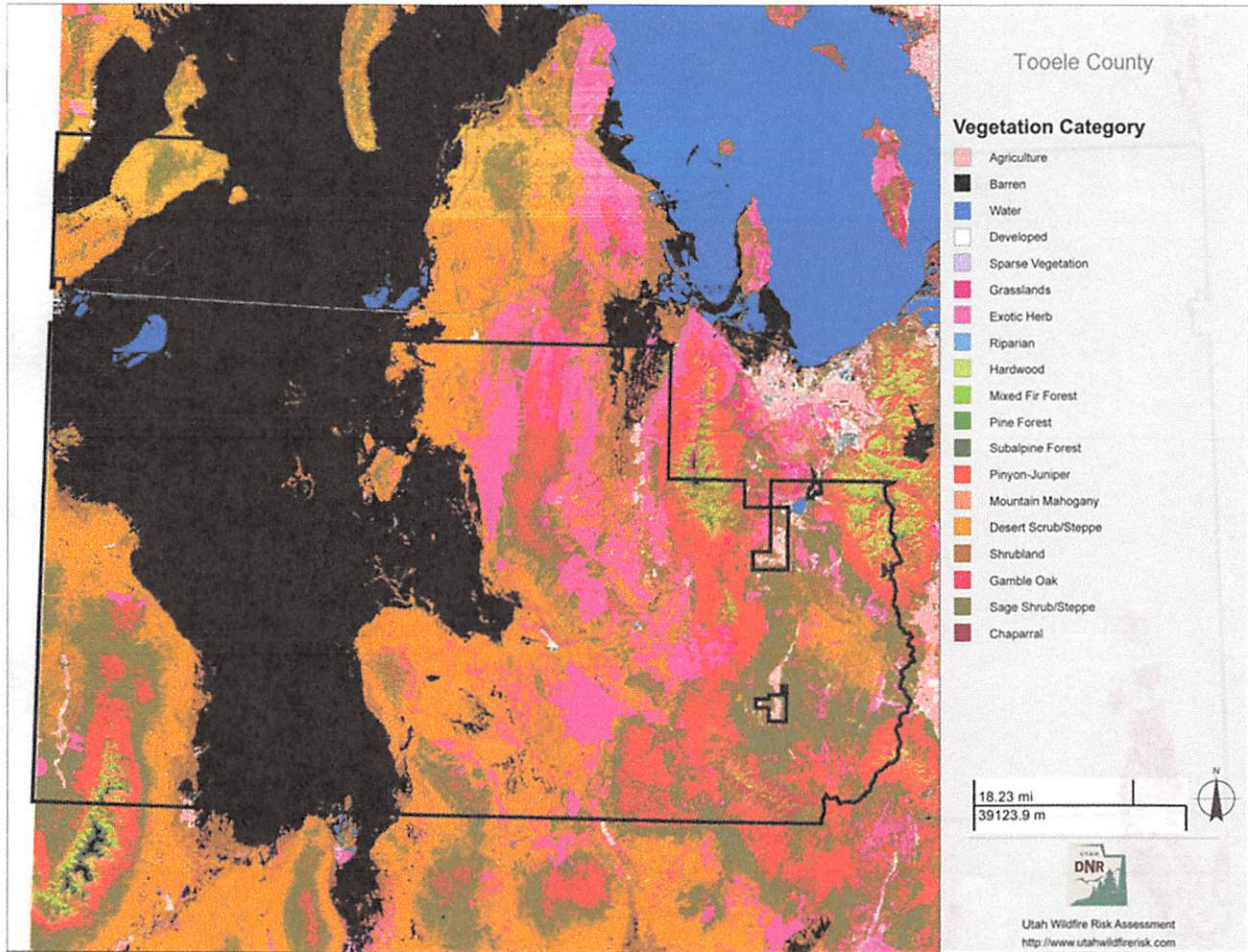 Tooele County
Vegetation Category
Agriculture
Barren
Water
Developed
Sparse Vegetation
Grasslands
Exotic Herb
Riparian
Hardwood
Mixed Fir Forest
Pine Forest
Subalpine Forest
Pinyon-Juniper
Mountain Mahogany
Desert Scrub/Steppe
Shrubland
Gamble Oak
Sage Shrub/Steppe
Chaparral
N
18.23 mi
39123.9 m
UTAH
DNR
Utah Wildfire Risk Assessment
http://www.utahwildfirerisk.com